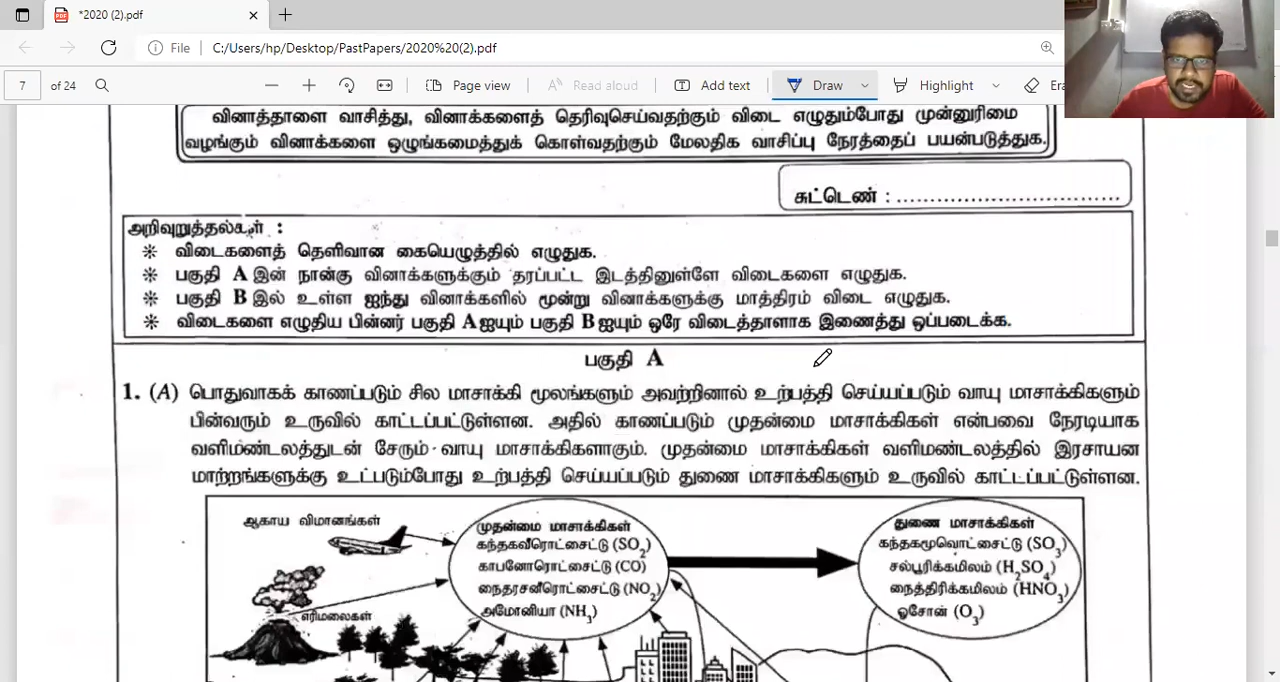 *2020 (2).pdf
File
C:/Users/hp/Desktop/PastPapers/2020%20(2).pdf
7 of 24
Page view
Read aloud
Add text
Draw
Highlight
Era
வினாத்தாளை வாசித்து, வினாக்களைத் தெரிவுசெய்வதற்கும் விடை எழுதும்போது முன்னுரிமை
வழங்கும் வினாக்களை ஒழுங்கமைத்துக் கொள்வதற்கும் மேலதிக வாசிப்பு நேரத்தைப் பயன்படுத்துக.
சுட்டெண் : ....................................
அறிவுறுத்தல்கள் :
* விடைகளைத் தெளிவான கையெழுத்தில் எழுதுக.
* பகுதி A இன் நான்கு வினாக்களுக்கும் தரப்பட்ட இடத்தினுள்ளே விடைகளை எழுதுக.
* பகுதி B இல் உள்ள ஐந்து வினாக்களில் மூன்று வினாக்களுக்கு மாத்திரம் விடை எழுதுக.
* விடைகளை எழுதிய பின்னர் பகுதி A ஐயும் பகுதி B ஐயும் ஒரே விடைத்தாளாக இணைத்து ஒப்படைக்க.
பகுதி A
1. (A) பொதுவாகக் காணப்படும் சில மாசாக்கி மூலங்களும் அவற்றினால் உற்பத்தி செய்யப்படும் வாயு மாசாக்கிகளும்
பின்வரும் உருவில் காட்டப்பட்டுள்ளன. அதில் காணப்படும் முதன்மை மாசாக்கிகள் என்பவை நேரடியாக
வளிமண்டலத்துடன் சேரும் வாயு மாசாக்கிகளாகும். முதன்மை மாசாக்கிகள் வளிமண்டலத்தில் இரசாயன
மாற்றங்களுக்கு உட்படும்போது உற்பத்தி செய்யப்படும் துணை மாசாக்கிகளும் உருவில் காட்டப்பட்டுள்ளன.
ஆகாய விமானங்கள்
எரிமலைகள்
முதன்மை மாசாக்கிகள்
கந்தகவீரொட்சைட்டு (SO₂)
காபனோரொட்சைட்டு (CO)
நைதரசனீரொட்சைட்டு (NO₂)
அமோனியா (NH₃)
துணை மாசாக்கிகள்
கந்தகமூவொட்சைட்டு (SO₃)
சல்பூரிக்கமிலம் (H₂SO₄)
நைத்திரிக்கமிலம் (HNO₃)
ஓசோன் (O₃)